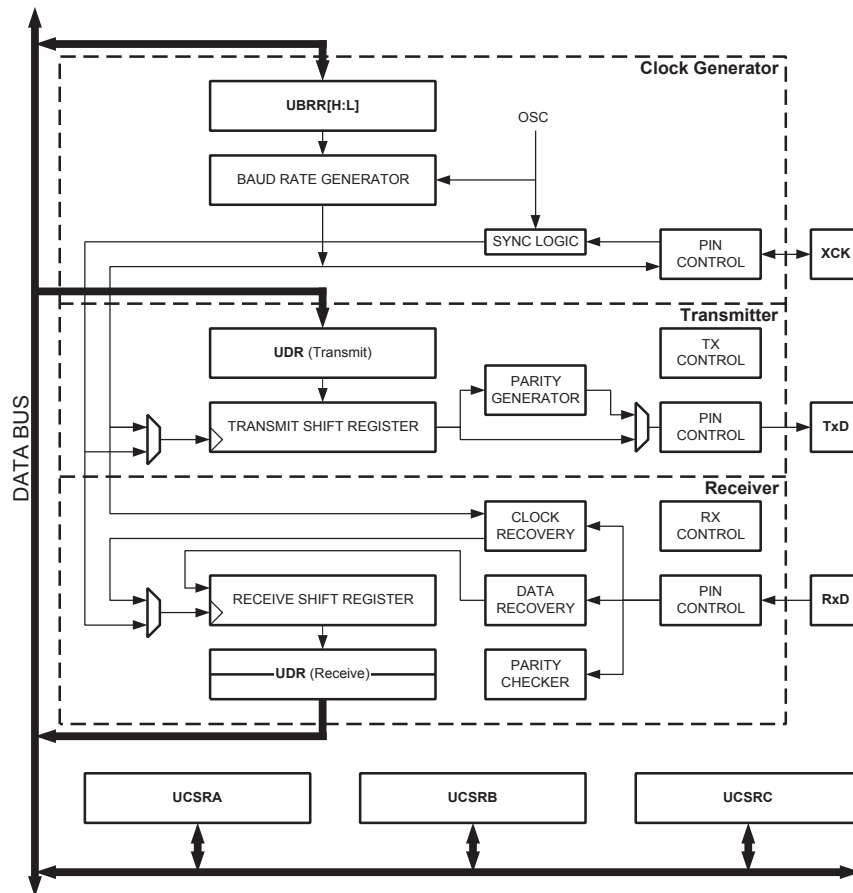 Clock Generator
UBRR[H:L]
OSC
BAUD RATE GENERATOR
SYNC LOGIC
PIN
CONTROL
XCK
Transmitter
UDR (Transmit)
TX
CONTROL
PARITY
GENERATOR
TRANSMIT SHIFT REGISTER
PIN
CONTROL
TxD
DATA BUS
Receiver
CLOCK
RECOVERY
RX
CONTROL
RECEIVE SHIFT REGISTER
DATA
RECOVERY
PIN
CONTROL
RxD
UDR (Receive)
PARITY
CHECKER
UCSRA
UCSRB
UCSRC